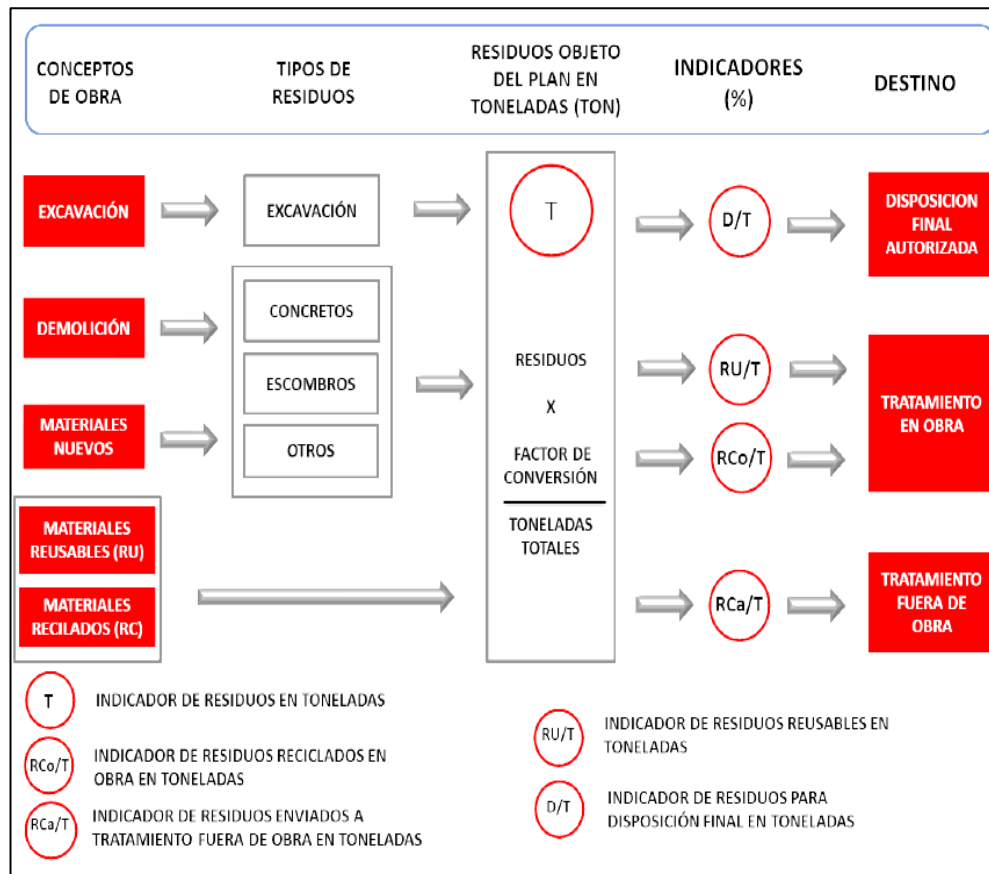 CONCEPTOS
DE OBRA
TIPOS DE
RESIDUOS
RESIDUOS OBJETO
DEL PLAN EN
TONELADAS (TON)
INDICADORES
(%)
DESTINO
EXCAVACIÓN
EXCAVACIÓN
T
D/T
DISPOSICION
FINAL
AUTORIZADA
DEMOLICIÓN
CONCRETOS
ESCOMBROS
OTROS
MATERIALES
NUEVOS
RESIDUOS
X
FACTOR DE
CONVERSIÓN
TONELADAS
TOTALES
RU/T
RCo/T
TRATAMIENTO
EN OBRA
MATERIALES
REUSABLES (RU)
MATERIALES
RECILADOS (RC)
RCa/T
TRATAMIENTO
FUERA DE
OBRA
T
INDICADOR DE RESIDUOS EN TONELADAS
RCo/T
INDICADOR DE RESIDUOS RECICLADOS EN
OBRA EN TONELADAS
RCa/T
INDICADOR DE RESIDUOS ENVIADOS A
TRATAMIENTO FUERA DE OBRA EN TONELADAS
RU/T
INDICADOR DE RESIDUOS REUSABLES EN
TONELADAS
D/T
INDICADOR DE RESIDUOS PARA
DISPOSICIÓN FINAL EN TONELADAS